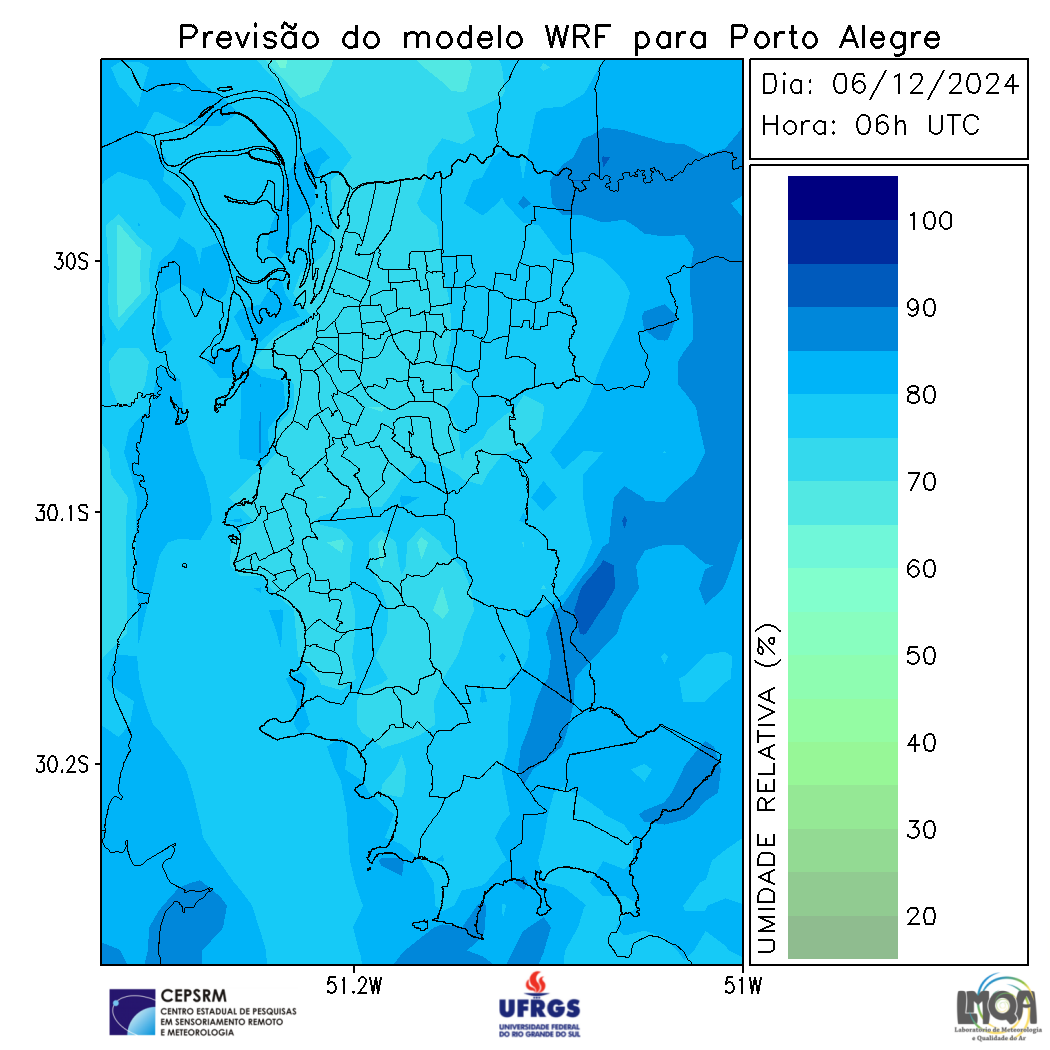 Previsão do modelo WRF para Porto Alegre
Dia: 06/12/2024
Hora: 06h UTC
100
90
80
70
60
50
40
30
20
UMIDADE RELATIVA (%)
30S
30.1S
30.2S
51.2W
51W
CEPSRM
CENTRO ESTADUAL DE PESQUISAS
EM SENSORIAMENTO REMOTO
E METEOROLOGIA
UFRGS
UNIVERSIDADE FEDERAL
DO RIO GRANDE DO SUL
LMQA
Laboratório de Meteorologia
e Qualidade do Ar